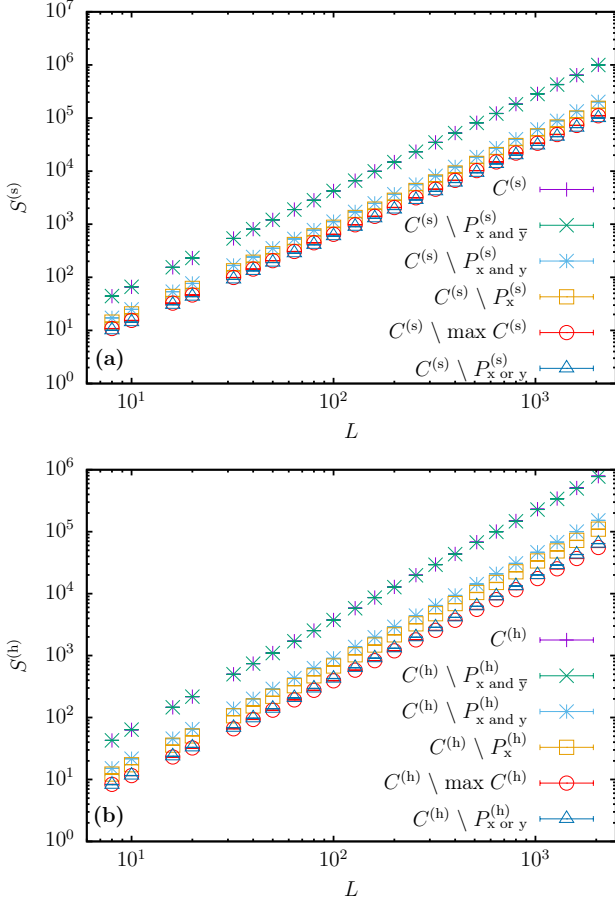 10^7
10^6
10^5
10^4
10^3
10^2
10^1
10^0
S^(s)
C^(s)
C^(s) \ P^(s)_x and y̅
C^(s) \ P^(s)_x and y
C^(s) \ P^(s)_x
C^(s) \ max C^(s)
C^(s) \ P^(s)_x or y
(a)
10^1 10^2 10^3
L
10^6
10^5
10^4
10^3
10^2
10^1
10^0
S^(h)
C^(h)
C^(h) \ P^(h)_x and y̅
C^(h) \ P^(h)_x and y
C^(h) \ P^(h)_x
C^(h) \ max C^(h)
C^(h) \ P^(h)_x or y
(b)
10^1 10^2 10^3
L